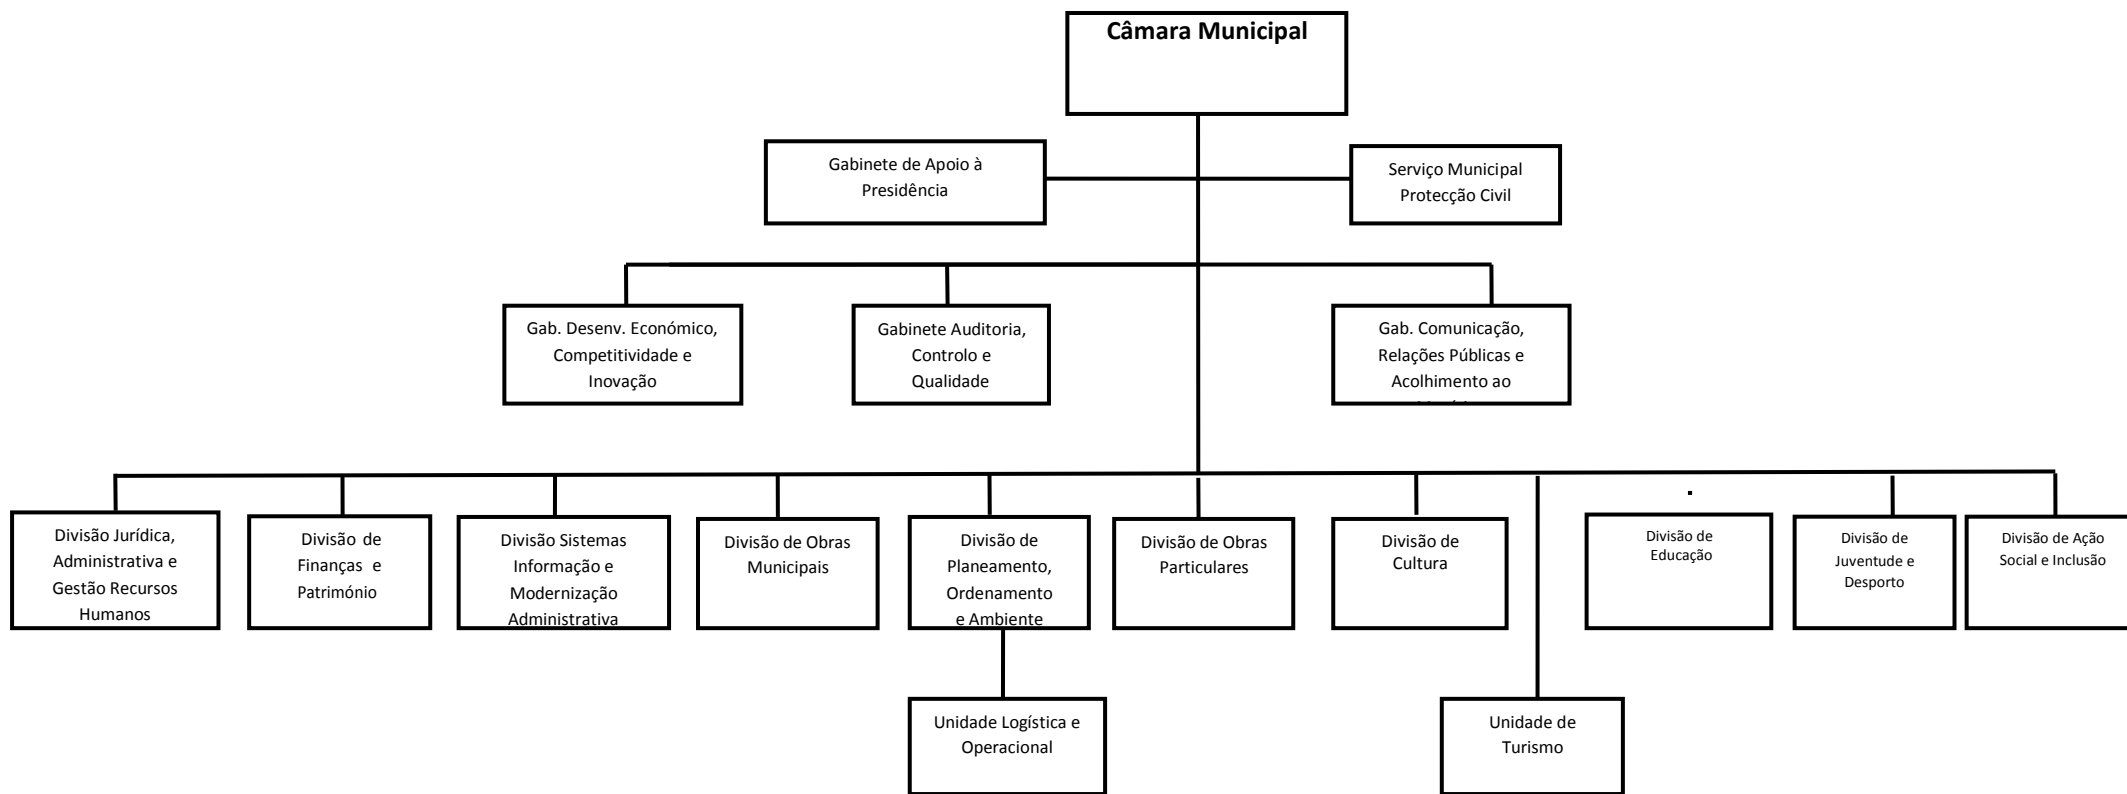 Câmara Municipal
Gabinete de Apoio à
Presidência
Serviço Municipal
Protecção Civil
Gab. Desenv. Económico,
Competitividade e
Inovação
Gabinete Auditoria,
Controlo e
Qualidade
Gab. Comunicação,
Relações Públicas e
Acolhimento ao
Divisão Jurídica,
Administrativa e
Gestão Recursos
Humanos
Divisão de
Finanças e
Património
Divisão Sistemas
Informação e
Modernização
Administrativa
Divisão de Obras
Municipais
Divisão de
Planeamento,
Ordenamento
e Ambiente
Divisão de Obras
Particulares
Divisão de
Cultura
Divisão de
Educação
Divisão de
Juventude e
Desporto
Divisão de Ação
Social e Inclusão
Unidade Logística e
Operacional
Unidade de
Turismo